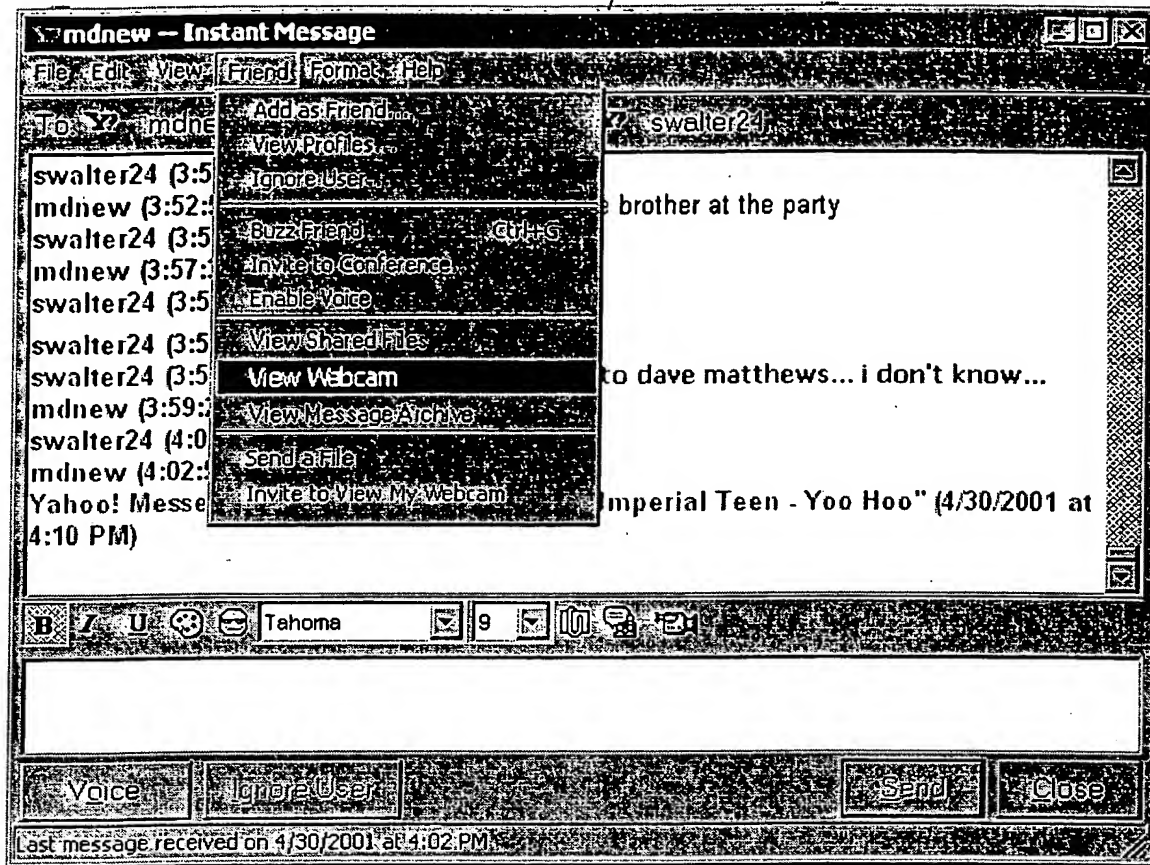 mdnew -- Instant Message
File Edit View Friend Format Help
To mdne swalter24
Add as Friend...
View Profiles...
Ignore User...
Buzz Friend Ctrl+G
Invite to Conference...
Enable Voice
View Shared Files
View Webcam
View Message Archive
Send a File
Invite to View My Webcam
swalter24 (3:5
mdnew (3:52: brother at the party
swalter24 (3:5
mdnew (3:57:
swalter24 (3:5
swalter24 (3:5
swalter24 (3:5 to dave matthews... i don't know...
mdnew (3:59:
swalter24 (4:0
mdnew (4:02:
Yahoo! Messe Imperial Teen - Yoo Hoo" (4/30/2001 at
4:10 PM)
B I U Tahoma 9
Voice Ignore User Send Close
Last message received on 4/30/2001 at 4:02 PM